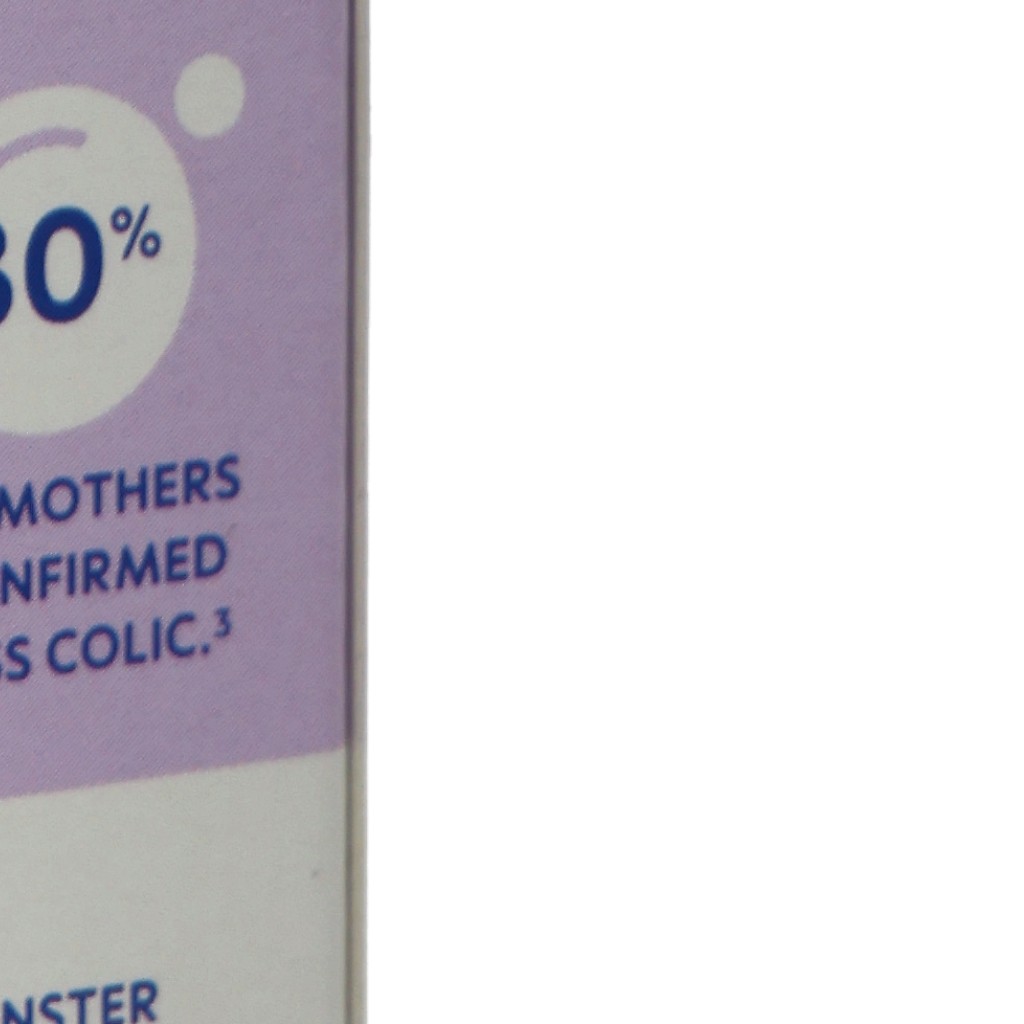 0%
MOTHERS
NFIRMED
S COLIC.³
NSTER